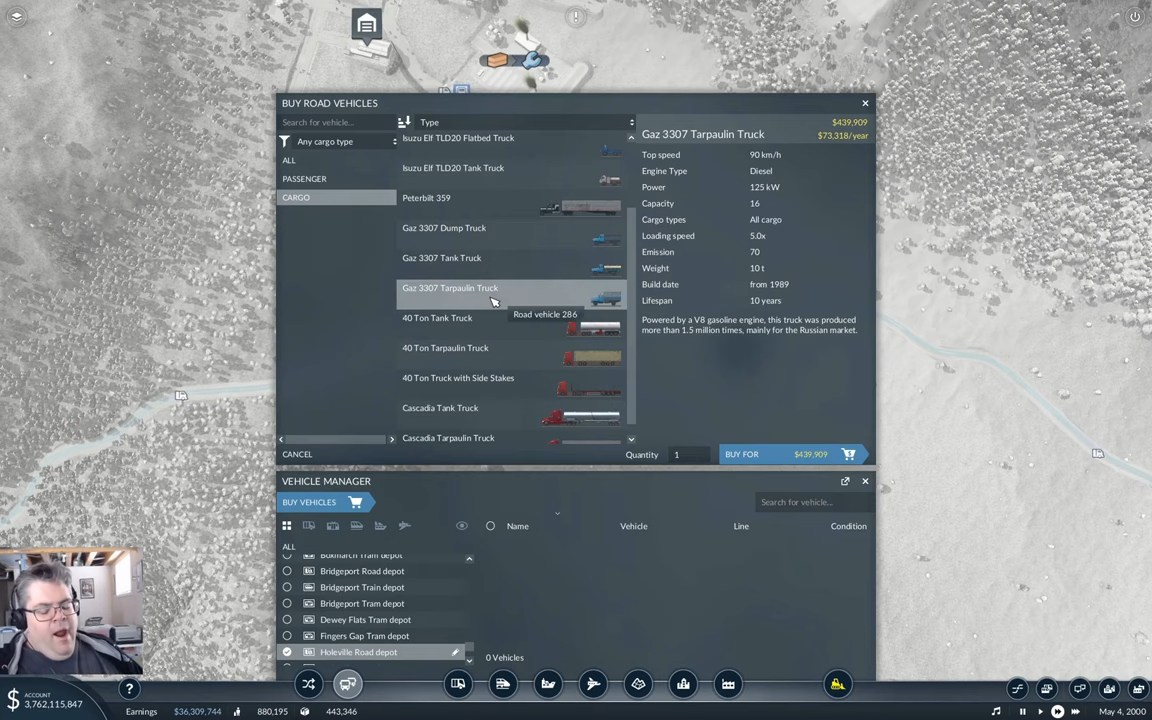 BUY ROAD VEHICLES
Search for vehicle...
Type
Any cargo type
ALL
PASSENGER
CARGO
Isuzu Elf TLD20 Flatbed Truck
Isuzu Elf TLD20 Tank Truck
Peterbilt 359
Gaz 3307 Dump Truck
Gaz 3307 Tank Truck
Gaz 3307 Tarpaulin Truck
Road vehicle 286
40 Ton Tank Truck
40 Ton Tarpaulin Truck
40 Ton Truck with Side Stakes
Cascadia Tank Truck
Cascadia Tarpaulin Truck
$439,909
Gaz 3307 Tarpaulin Truck
$73,318/year
Top speed 90 km/h
Engine Type Diesel
Power 125 kW
Capacity 16
Cargo types All cargo
Loading speed 5.0x
Emission 70
Weight 10 t
Build date from 1989
Lifespan 10 years
Powered by a V8 gasoline engine, this truck was produced
more than 1.5 million times, mainly for the Russian market.
CANCEL
Quantity 1
BUY FOR $439,909
VEHICLE MANAGER
BUY VEHICLES
Search for vehicle...
Name Vehicle Line Condition
ALL
Boxmarch Tram depot
Bridgeport Road depot
Bridgeport Train depot
Bridgeport Tram depot
Dewey Flats Tram depot
Fingers Gap Tram depot
Holeville Road depot
0 Vehicles
?
$ ACCOUNT
3,762,115,847
Earnings $36,309,744 880,195 443,346
May 4, 2000